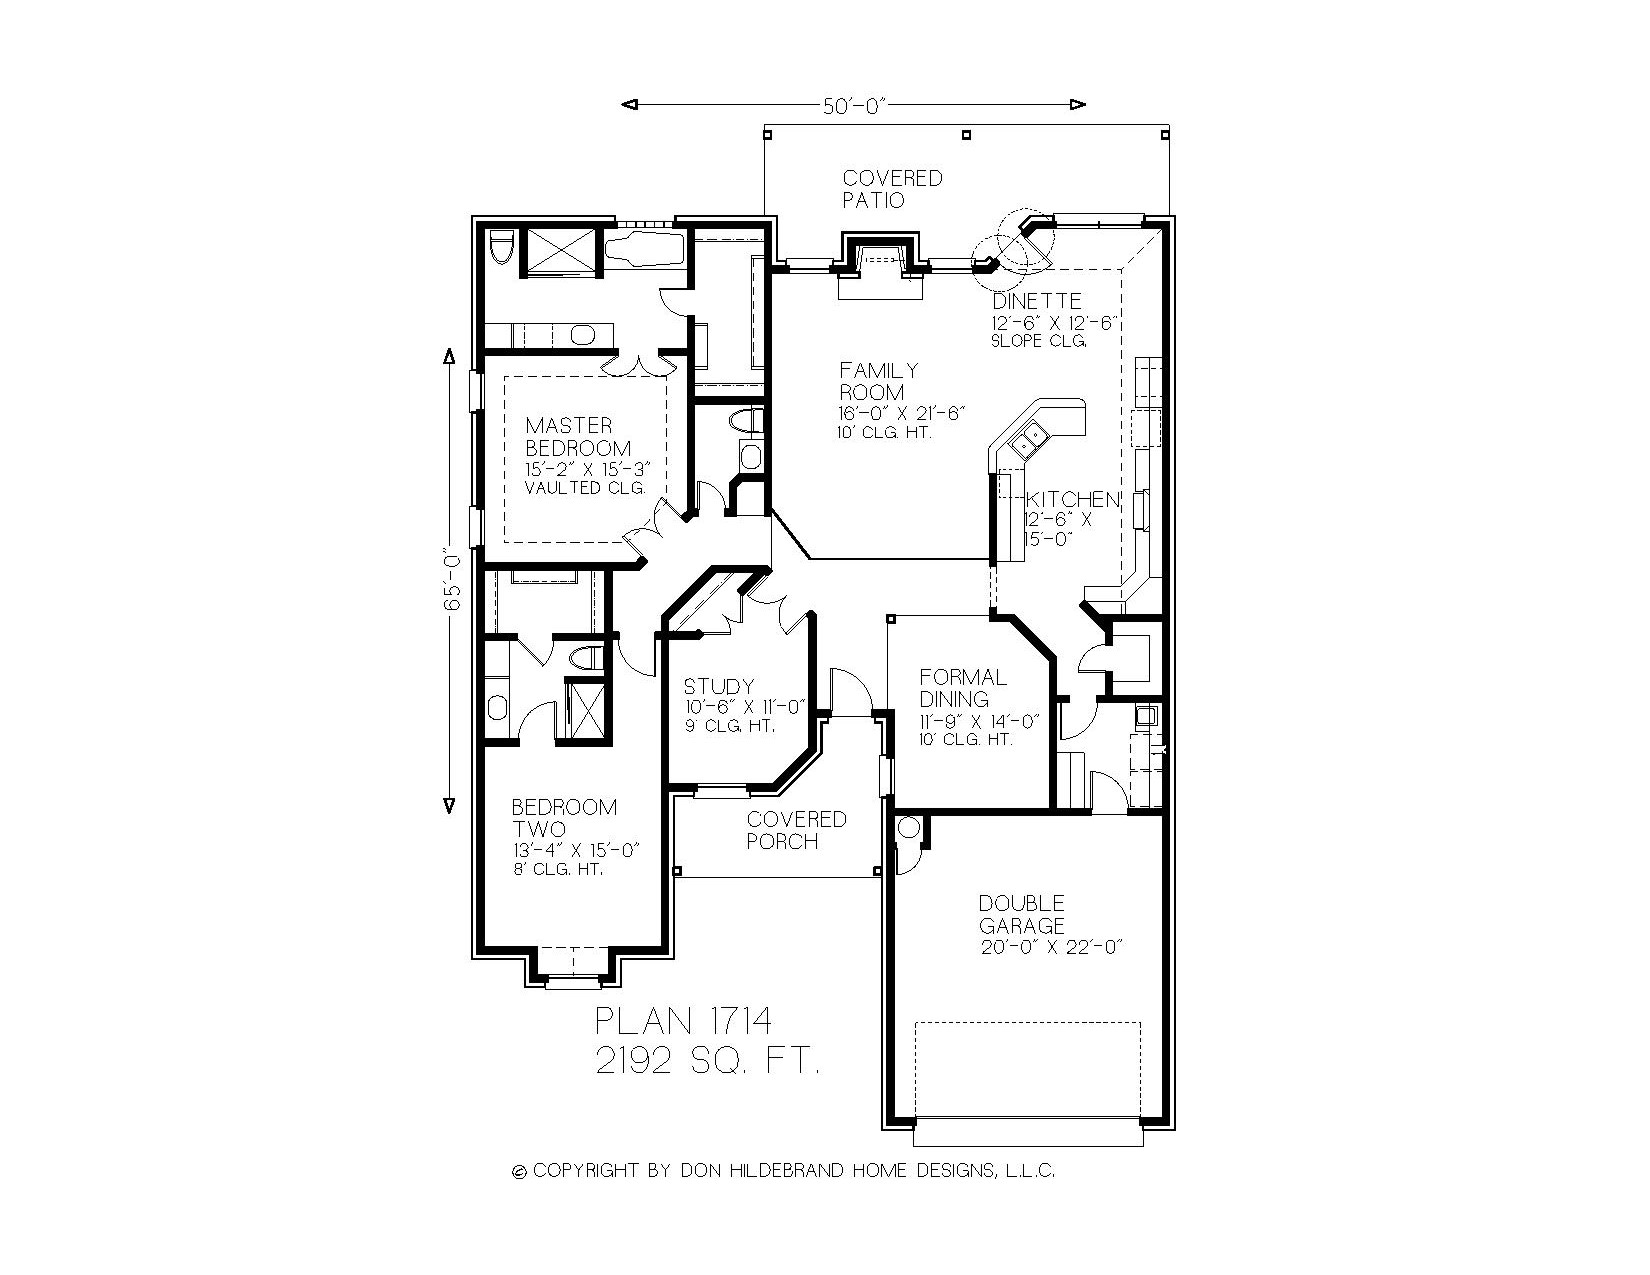 50'-0"
COVERED
PATIO
DINETTE
12'-6" X 12'-6"
SLOPE CLG.
FAMILY
ROOM
16'-0" X 21'-6"
10' CLG. HT.
MASTER
BEDROOM
15'-2" X 15'-3"
VAULTED CLG.
KITCHEN
12'-6" X
15'-0"
65'-0"
STUDY
10'-6" X 11'-0"
9' CLG. HT.
FORMAL
DINING
11'-9" X 14'-0"
10' CLG. HT.
BEDROOM
TWO
13'-4" X 15'-0"
8' CLG. HT.
COVERED
PORCH
DOUBLE
GARAGE
20'-0" X 22'-0"
PLAN 1714
2192 SQ. FT.
© COPYRIGHT BY DON HILDEBRAND HOME DESIGNS, L.L.C.